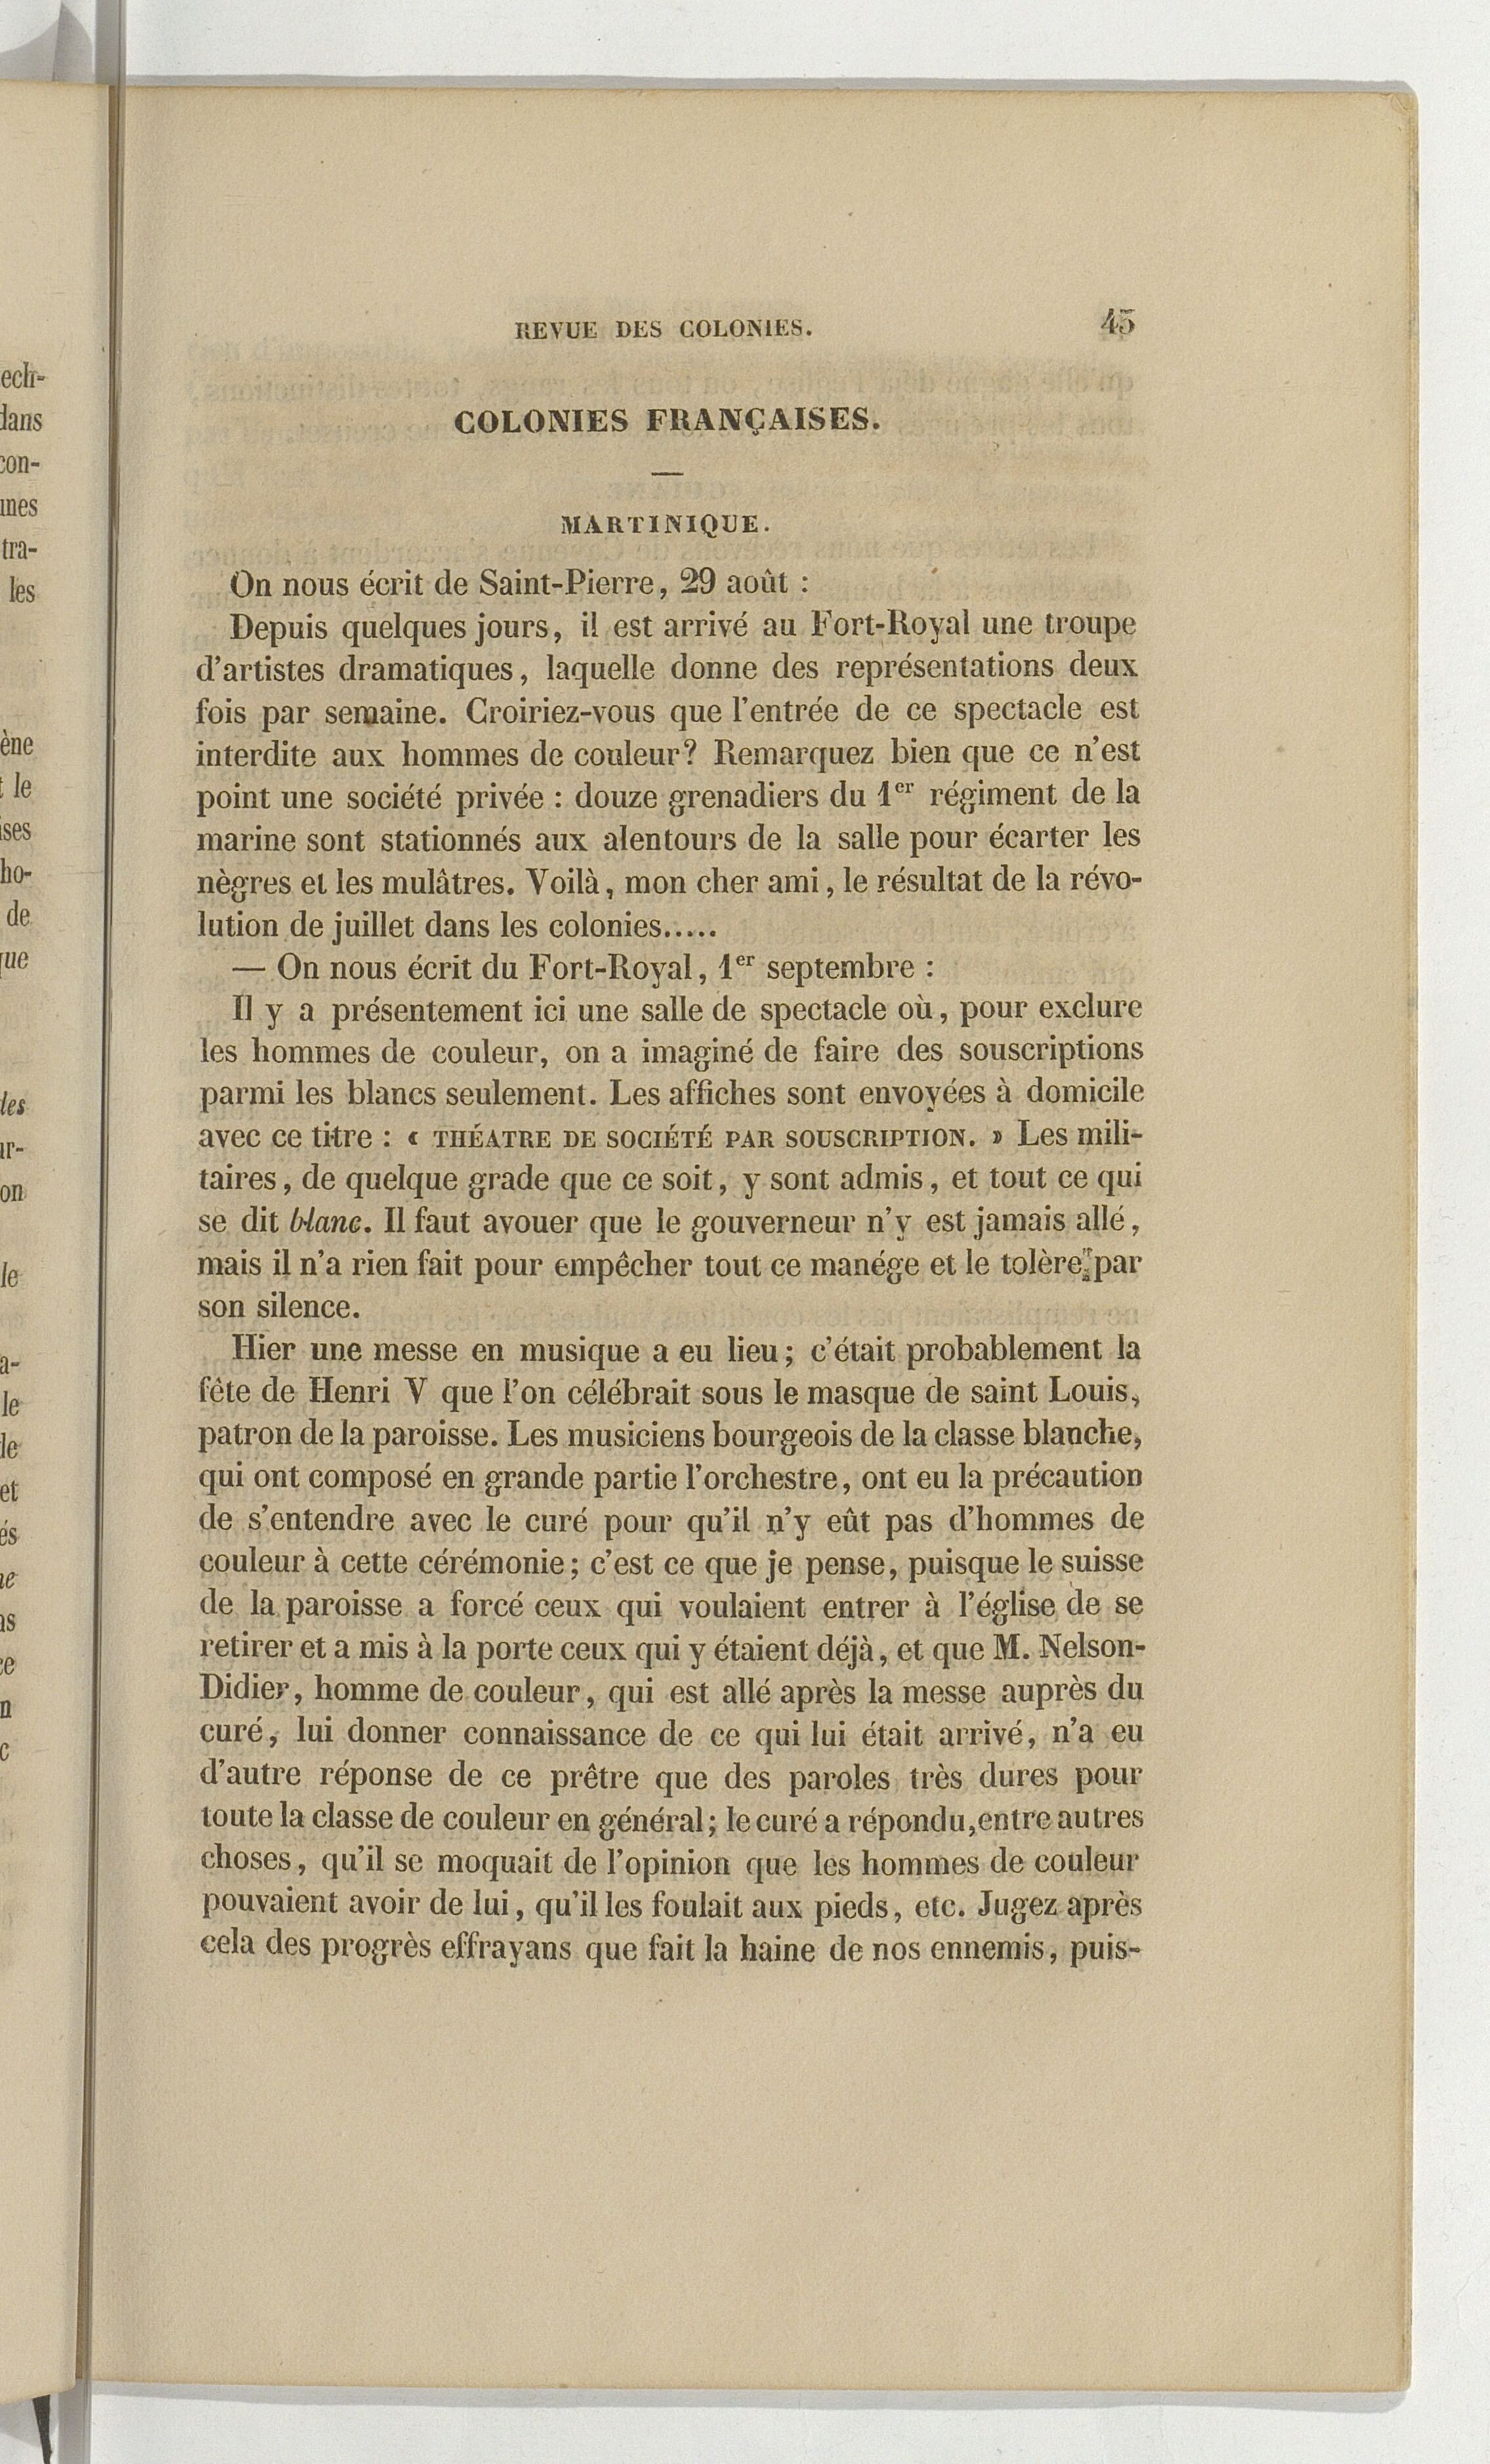 REVUE DES COLONIES. 45
COLONIES FRANÇAISES.
MARTINIQUE.
On nous écrit de Saint-Pierre, 29 août :
Depuis quelques jours, il est arrivé au Fort-Royal une troupe
d'artistes dramatiques, laquelle donne des représentations deux
fois par semaine. Croiriez-vous que l'entrée de ce spectacle est
interdite aux hommes de couleur? Remarquez bien que ce n'est
point une société privée : douze grenadiers du 1er régiment de la
marine sont stationnés aux alentours de la salle pour écarter les
nègres et les mulâtres. Voilà, mon cher ami, le résultat de la révo-
lution de juillet dans les colonies.....
— On nous écrit du Fort-Royal, 1er septembre :
Il y a présentement ici une salle de spectacle où, pour exclure
les hommes de couleur, on a imaginé de faire des souscriptions
parmi les blancs seulement. Les affiches sont envoyées à domicile
avec ce titre : « THÉATRE DE SOCIÉTÉ PAR SOUSCRIPTION. » Les mili-
taires, de quelque grade que ce soit, y sont admis, et tout ce qui
se dit blanc. Il faut avouer que le gouverneur n'y est jamais allé,
mais il n'a rien fait pour empêcher tout ce manége et le tolère par
son silence.
Hier une messe en musique a eu lieu; c'était probablement la
fête de Henri V que l'on célébrait sous le masque de saint Louis,
patron de la paroisse. Les musiciens bourgeois de la classe blanche,
qui ont composé en grande partie l'orchestre, ont eu la précaution
de s'entendre avec le curé pour qu'il n'y eût pas d'hommes de
couleur à cette cérémonie; c'est ce que je pense, puisque le suisse
de la paroisse a forcé ceux qui voulaient entrer à l'église de se
retirer et a mis à la porte ceux qui y étaient déjà, et que M. Nelson-
Didier, homme de couleur, qui est allé après la messe auprès du
curé, lui donner connaissance de ce qui lui était arrivé, n'a eu
d'autre réponse de ce prêtre que des paroles très dures pour
toute la classe de couleur en général; le curé a répondu, entre autres
choses, qu'il se moquait de l'opinion que les hommes de couleur
pouvaient avoir de lui, qu'il les foulait aux pieds, etc. Jugez après
cela des progrès effrayans que fait la haine de nos ennemis, puis-